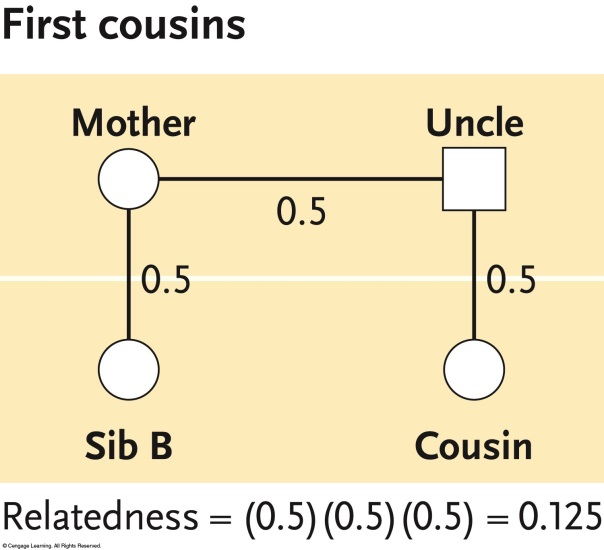 First cousins
Mother Uncle
0.5
0.5 0.5
Sib B Cousin
Relatedness = (0.5)(0.5)(0.5) = 0.125
© Cengage Learning. All Rights Reserved.